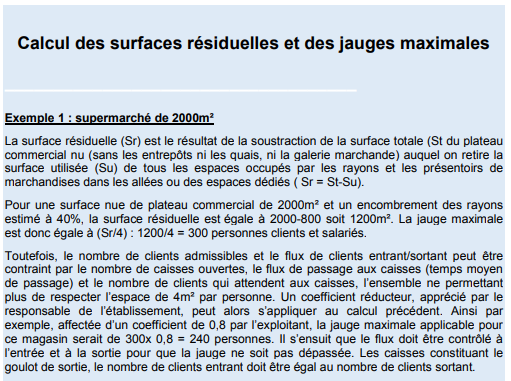 Calcul des surfaces résiduelles et des jauges maximales
Exemple 1 : supermarché de 2000m²
La surface résiduelle (Sr) est le résultat de la soustraction de la surface totale (St du plateau
commercial nu (sans les entrepôts ni les quais, ni la galerie marchande) auquel on retire la
surface utilisée (Su) de tous les espaces occupés par les rayons et les présentoirs de
marchandises dans les allées ou des espaces dédiés ( Sr = St-Su).
Pour une surface nue de plateau commercial de 2000m² et un encombrement des rayons
estimé à 40%, la surface résiduelle est égale à 2000-800 soit 1200m². La jauge maximale
est donc égale à (Sr/4) : 1200/4 = 300 personnes clients et salariés.
Toutefois, le nombre de clients admissibles et le flux de clients entrant/sortant peut être
contraint par le nombre de caisses ouvertes, le flux de passage aux caisses (temps moyen
de passage) et le nombre de clients qui attendent aux caisses, l'ensemble ne permettant
plus de respecter l'espace de 4m² par personne. Un coefficient réducteur, apprécié par le
responsable de l'établissement, peut alors s'appliquer au calcul précédent. Ainsi par
exemple, affectée d'un coefficient de 0,8 par l'exploitant, la jauge maximale applicable pour
ce magasin serait de 300x 0,8 = 240 personnes. Il s'ensuit que le flux doit être contrôlé à
l'entrée et à la sortie pour que la jauge ne soit pas dépassée. Les caisses constituant le
goulot de sortie, le nombre de clients entrant doit être égal au nombre de clients sortant.